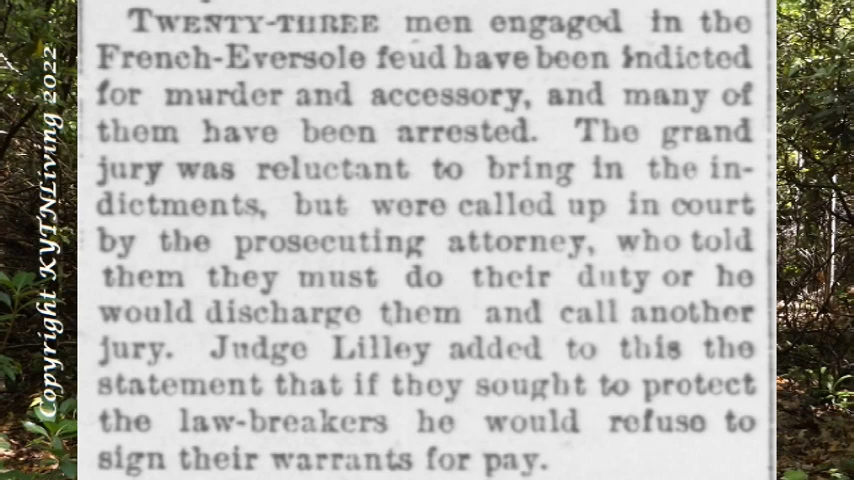 TWENTY-THREE men engaged in the
French-Eversole feud have been indicted
for murder and accessory, and many of
them have been arrested. The grand
jury was reluctant to bring in the in-
dictments, but were called up in court
by the prosecuting attorney, who told
them they must do their duty or he
would discharge them and call another
jury. Judge Lilley added to this the
statement that if they sought to protect
the law-breakers he would refuse to
sign their warrants for pay.
Copyright KYTNLiving 2022